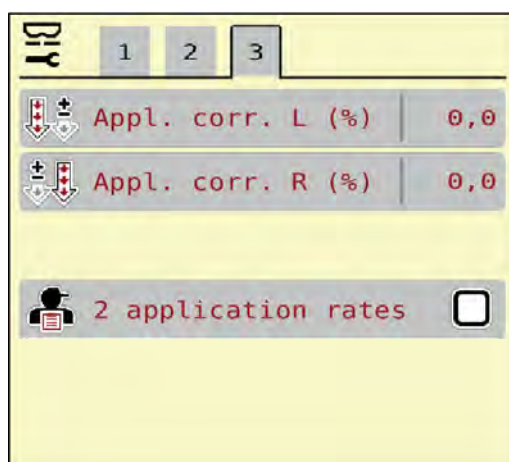 1 2 3
Appl. corr. L (%) 0,0
Appl. corr. R (%) 0,0
2 application rates